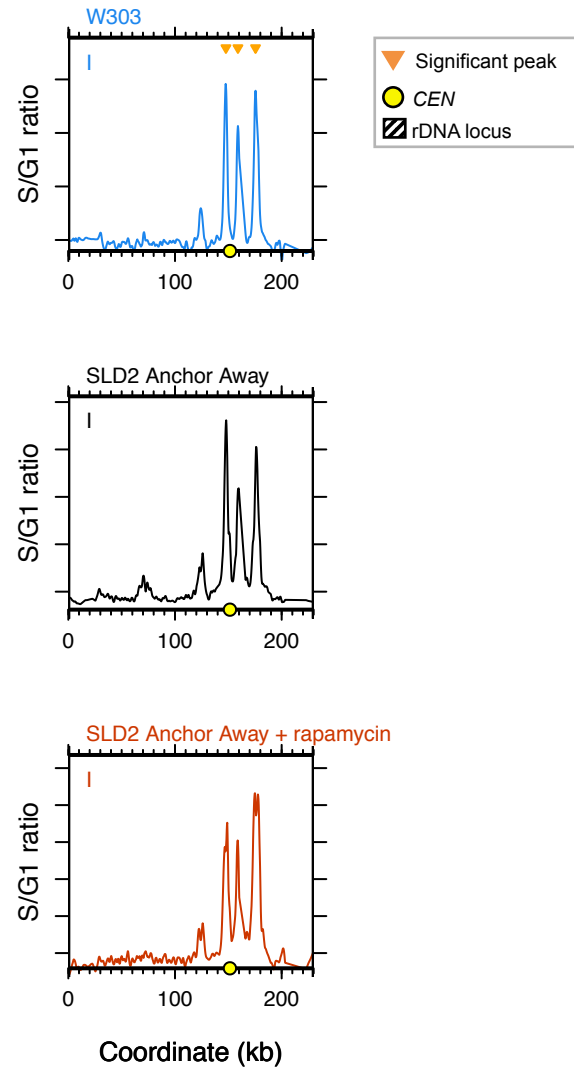 W303
I
S/G1 ratio
0 100 200
Significant peak
CEN
rDNA locus
SLD2 Anchor Away
I
S/G1 ratio
0 100 200
SLD2 Anchor Away + rapamycin
I
S/G1 ratio
0 100 200
Coordinate (kb)